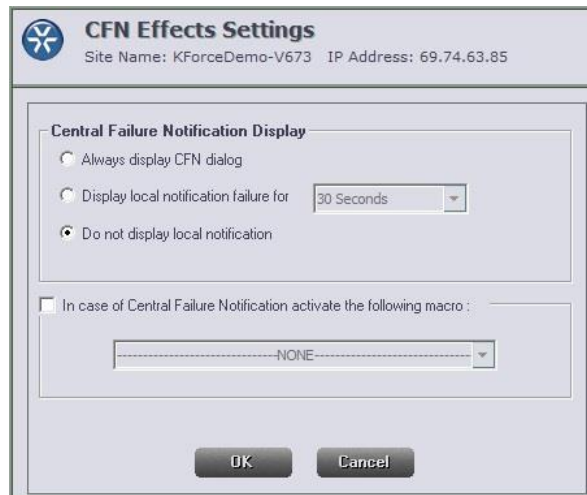 CFN Effects Settings
Site Name: KForceDemo-V673 IP Address: 69.74.63.85
Central Failure Notification Display
Always display CFN dialog
Display local notification failure for 30 Seconds
Do not display local notification
In case of Central Failure Notification activate the following macro :
-----------------------------------NONE-----------------------------------
OK Cancel